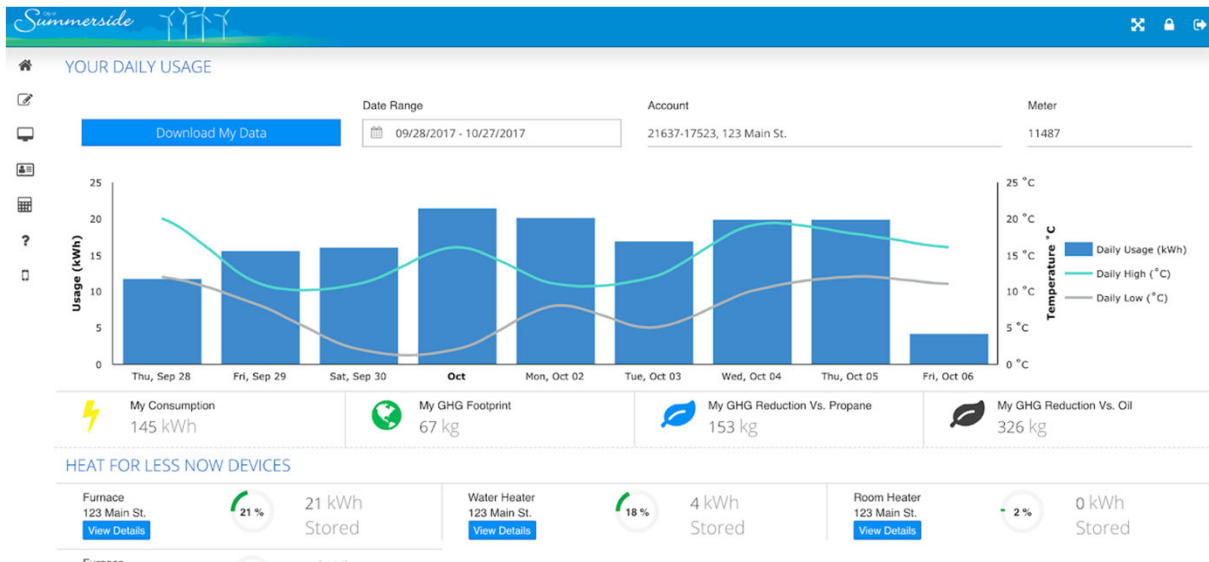 City of
Summerside
YOUR DAILY USAGE
Date Range
Account
Meter
Download My Data
09/28/2017 - 10/27/2017
21637-17523, 123 Main St.
11487
25
20
15
10
5
0
Usage (kWh)
25 °C
20 °C
15 °C
10 °C
5 °C
0 °C
Temperature °C
Daily Usage (kWh)
Daily High (°C)
Daily Low (°C)
Thu, Sep 28
Fri, Sep 29
Sat, Sep 30
Oct
Mon, Oct 02
Tue, Oct 03
Wed, Oct 04
Thu, Oct 05
Fri, Oct 06
My Consumption
145 kWh
My GHG Footprint
67 kg
My GHG Reduction Vs. Propane
153 kg
My GHG Reduction Vs. Oil
326 kg
HEAT FOR LESS NOW DEVICES
Furnace
123 Main St.
View Details
21 %
21 kWh
Stored
Water Heater
123 Main St.
View Details
18 %
4 kWh
Stored
Room Heater
123 Main St.
View Details
2 %
0 kWh
Stored
Furnace